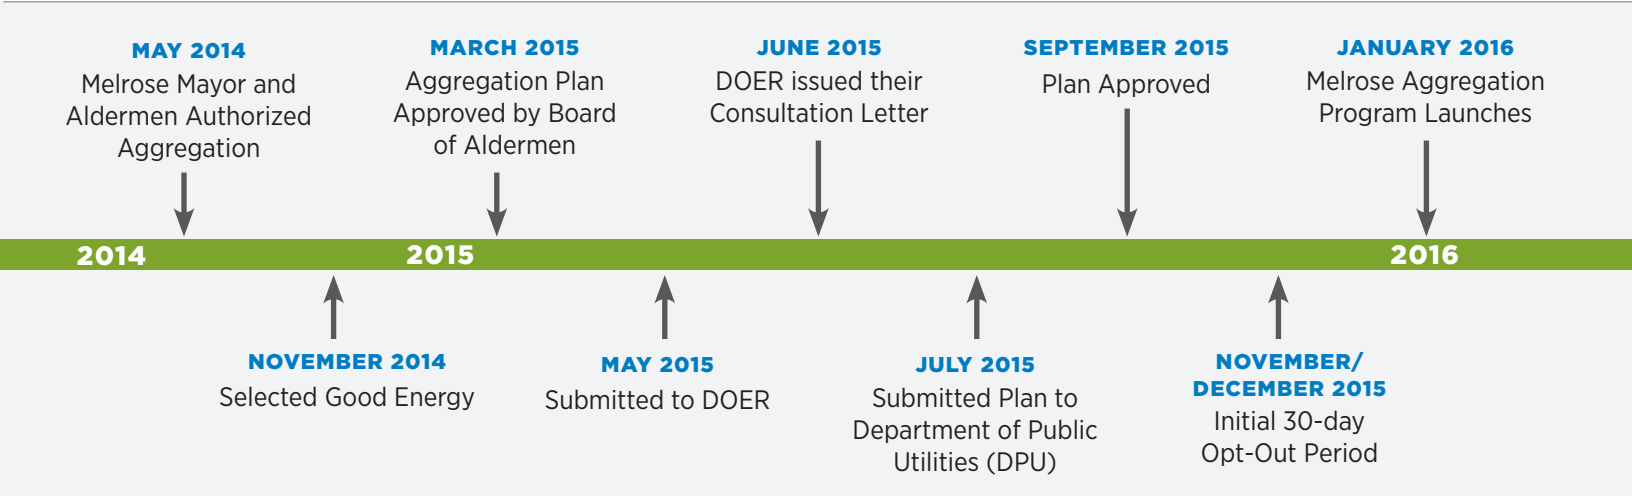 MAY 2014
Melrose Mayor and
Aldermen Authorized
Aggregation
MARCH 2015
Aggregation Plan
Approved by Board
of Aldermen
JUNE 2015
DOER issued their
Consultation Letter
SEPTEMBER 2015
Plan Approved
JANUARY 2016
Melrose Aggregation
Program Launches
2014
2015
2016
NOVEMBER 2014
Selected Good Energy
MAY 2015
Submitted to DOER
JULY 2015
Submitted Plan to
Department of Public
Utilities (DPU)
NOVEMBER/
DECEMBER 2015
Initial 30-day
Opt-Out Period